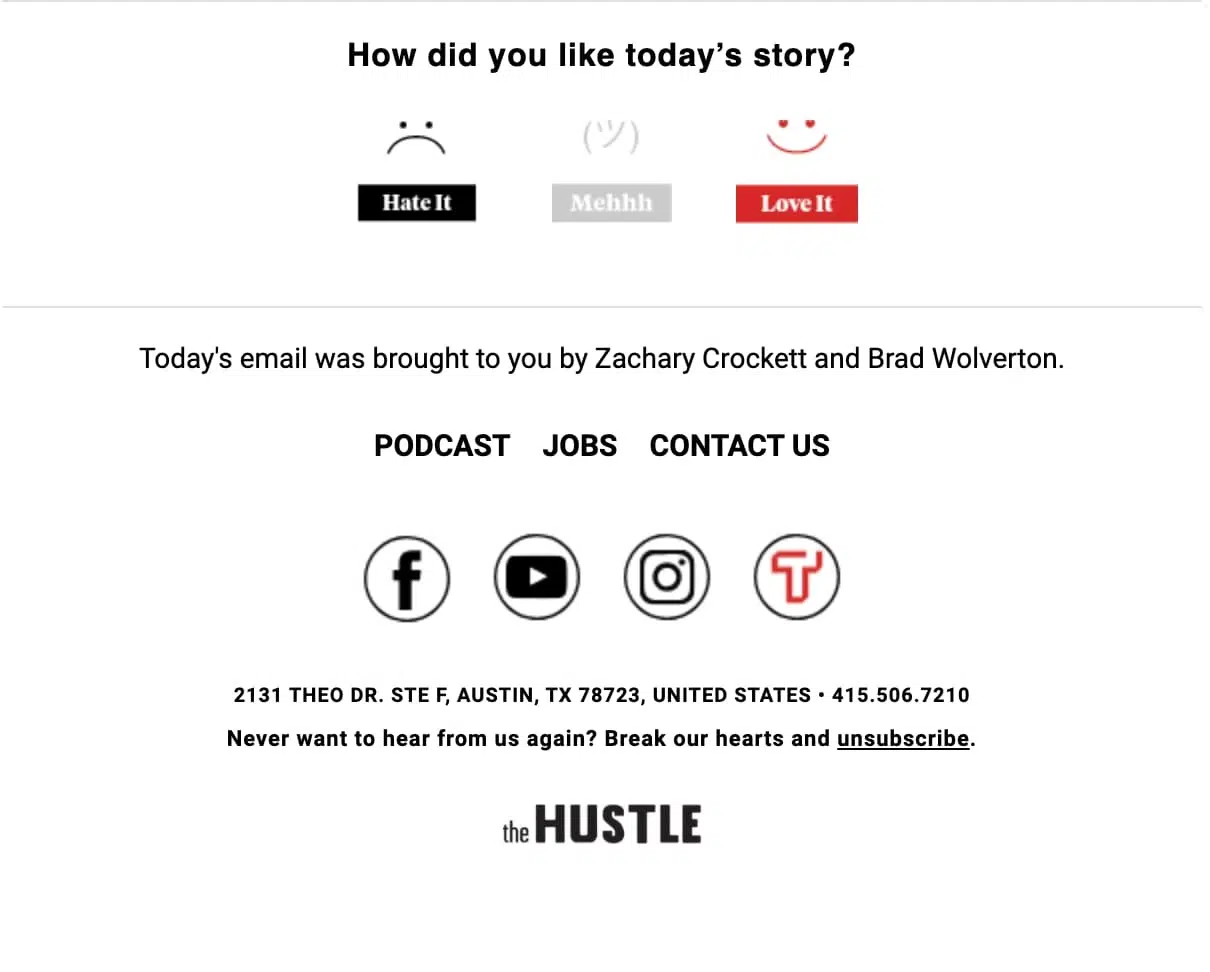 How did you like today’s story?
(ツ)
Hate It Mehhh Love It
Today's email was brought to you by Zachary Crockett and Brad Wolverton.
PODCAST JOBS CONTACT US
2131 THEO DR. STE F, AUSTIN, TX 78723, UNITED STATES • 415.506.7210
Never want to hear from us again? Break our hearts and unsubscribe.
the HUSTLE